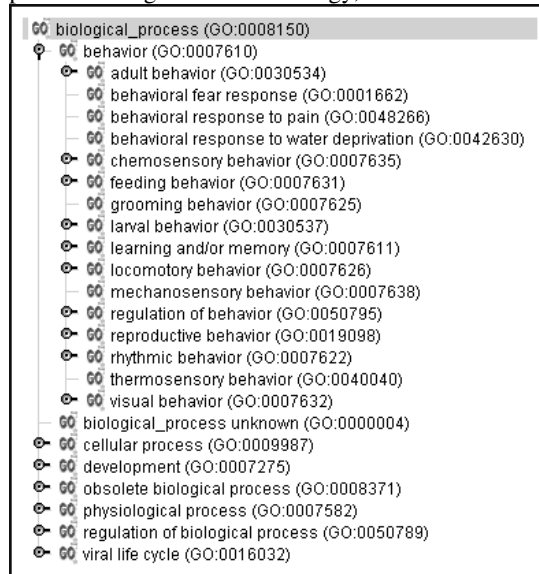 GO biological_process (GO:0008150)
GO behavior (GO:0007610)
GO adult behavior (GO:0030534)
GO behavioral fear response (GO:0001662)
GO behavioral response to pain (GO:0048266)
GO behavioral response to water deprivation (GO:0042630)
GO chemosensory behavior (GO:0007635)
GO feeding behavior (GO:0007631)
GO grooming behavior (GO:0007625)
GO larval behavior (GO:0030537)
GO learning and/or memory (GO:0007611)
GO locomotory behavior (GO:0007626)
GO mechanosensory behavior (GO:0007638)
GO regulation of behavior (GO:0050795)
GO reproductive behavior (GO:0019098)
GO rhythmic behavior (GO:0007622)
GO thermosensory behavior (GO:0040040)
GO visual behavior (GO:0007632)
GO biological_process unknown (GO:0000004)
GO cellular process (GO:0009987)
GO development (GO:0007275)
GO obsolete biological process (GO:0008371)
GO physiological process (GO:0007582)
GO regulation of biological process (GO:0050789)
GO viral life cycle (GO:0016032)